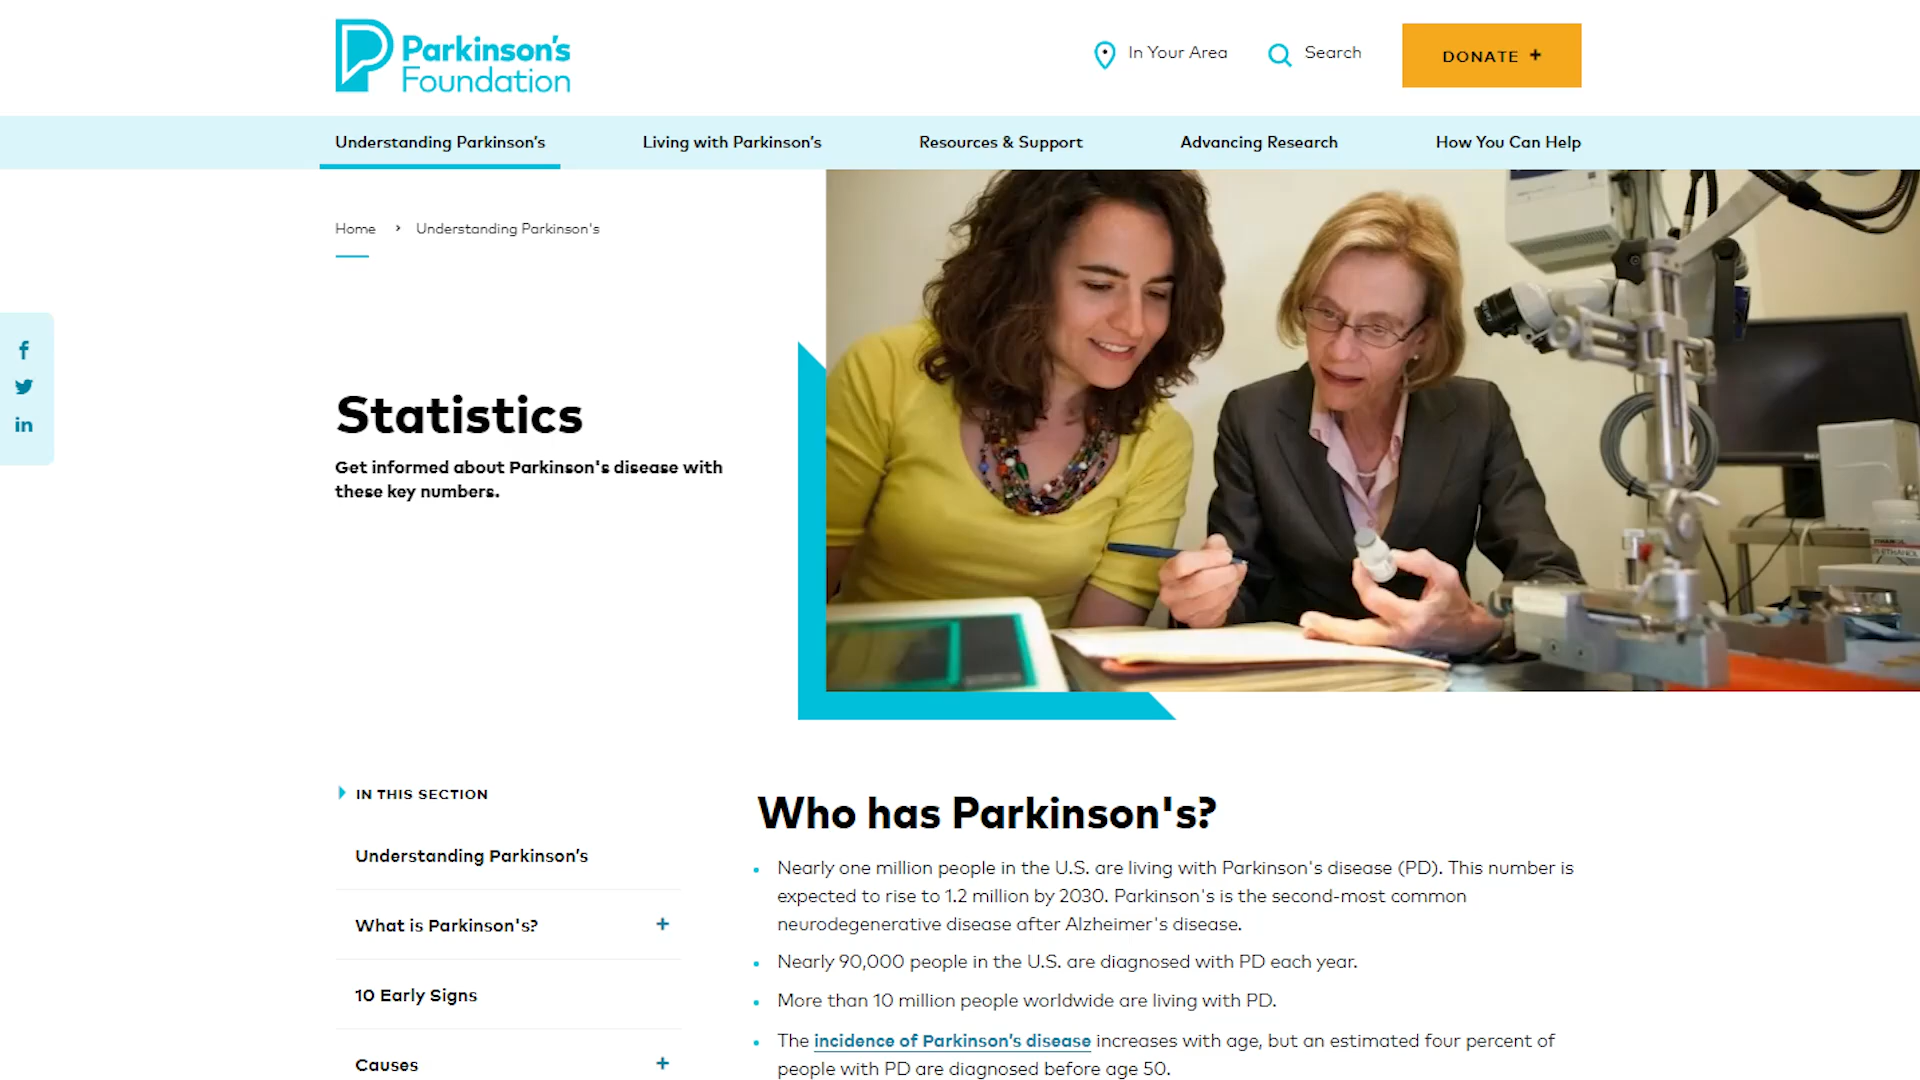 Parkinson's
Foundation
In Your Area
Search
DONATE +
Understanding Parkinson's
Living with Parkinson's
Resources & Support
Advancing Research
How You Can Help
Home > Understanding Parkinson's
f
in
Statistics
Get informed about Parkinson's disease with
these key numbers.
IN THIS SECTION
Understanding Parkinson's
What is Parkinson's? +
10 Early Signs
Causes +
Who has Parkinson's?
• Nearly one million people in the U.S. are living with Parkinson's disease (PD). This number is
expected to rise to 1.2 million by 2030. Parkinson's is the second-most common
neurodegenerative disease after Alzheimer's disease.
• Nearly 90,000 people in the U.S. are diagnosed with PD each year.
• More than 10 million people worldwide are living with PD.
• The incidence of Parkinson's disease increases with age, but an estimated four percent of
people with PD are diagnosed before age 50.